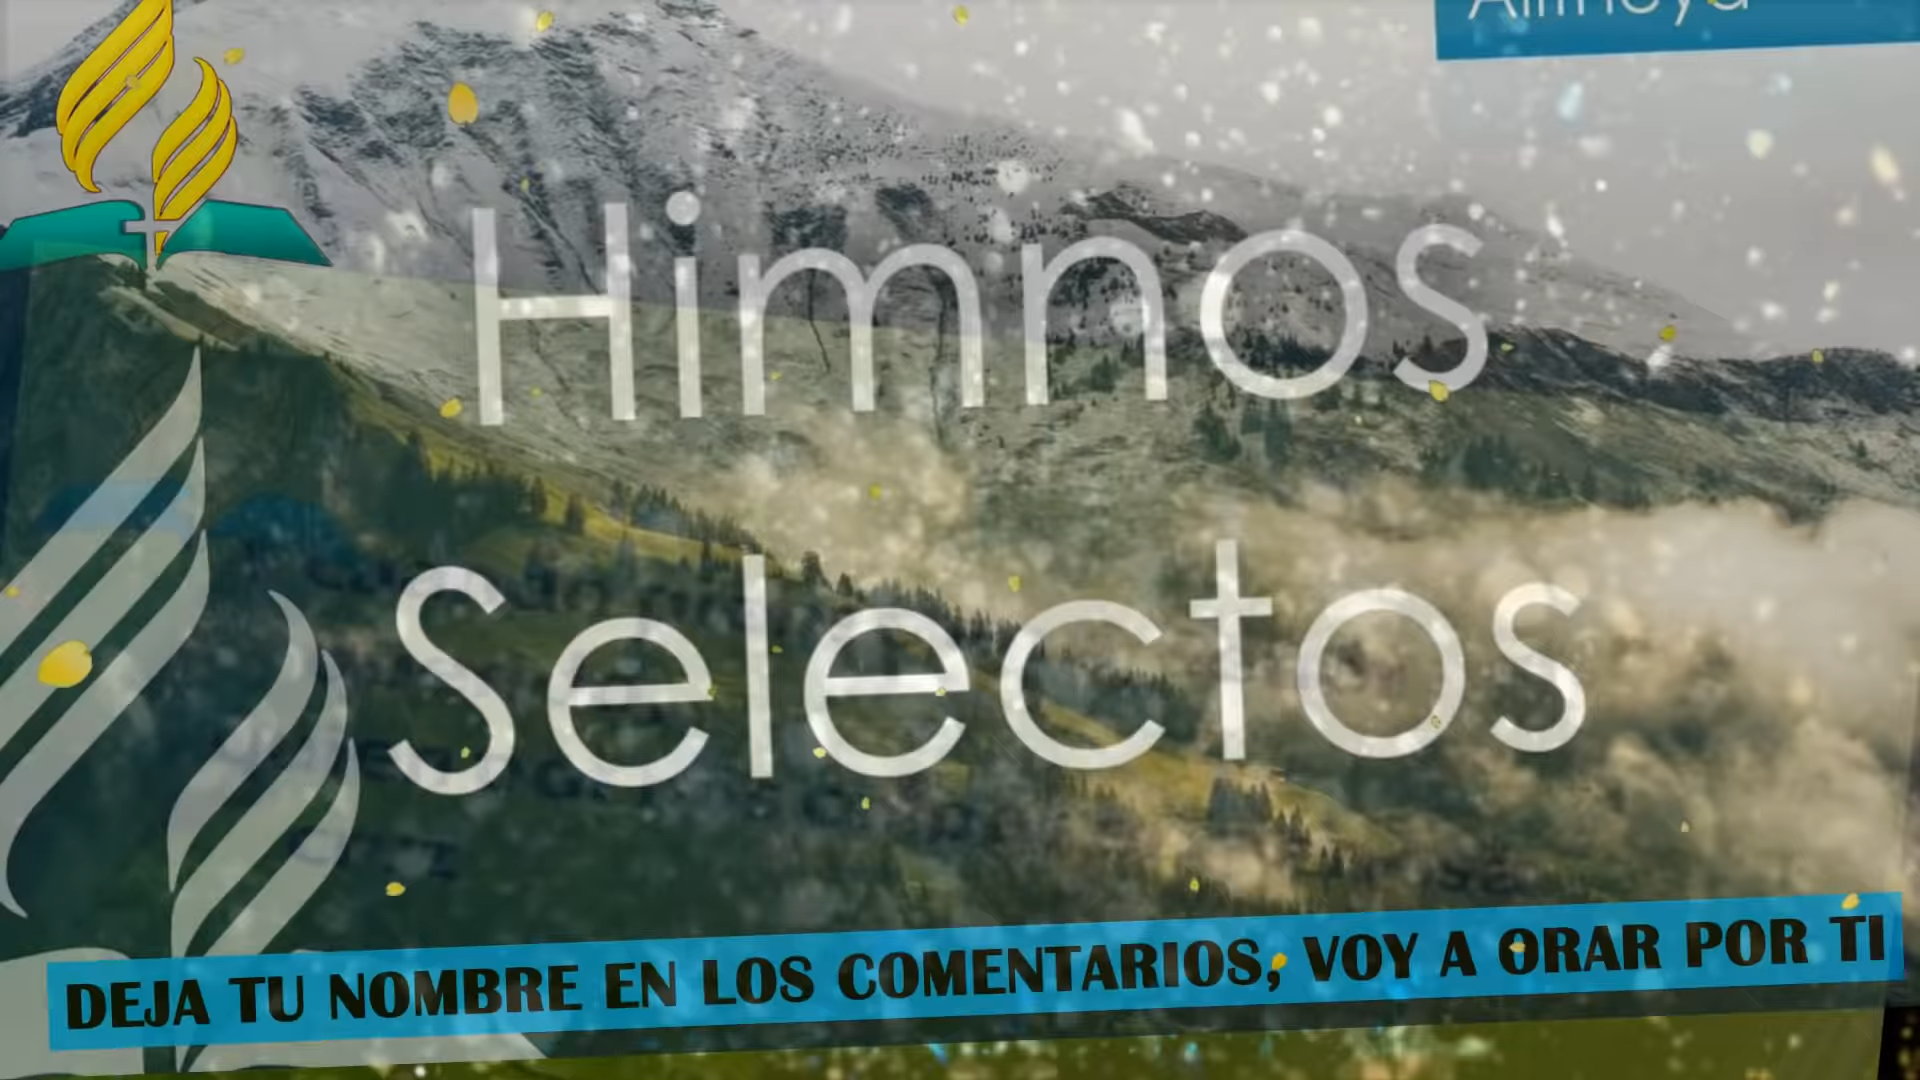 Himnos
Selectos
DEJA TU NOMBRE EN LOS COMENTARIOS, VOY A ORAR POR TI